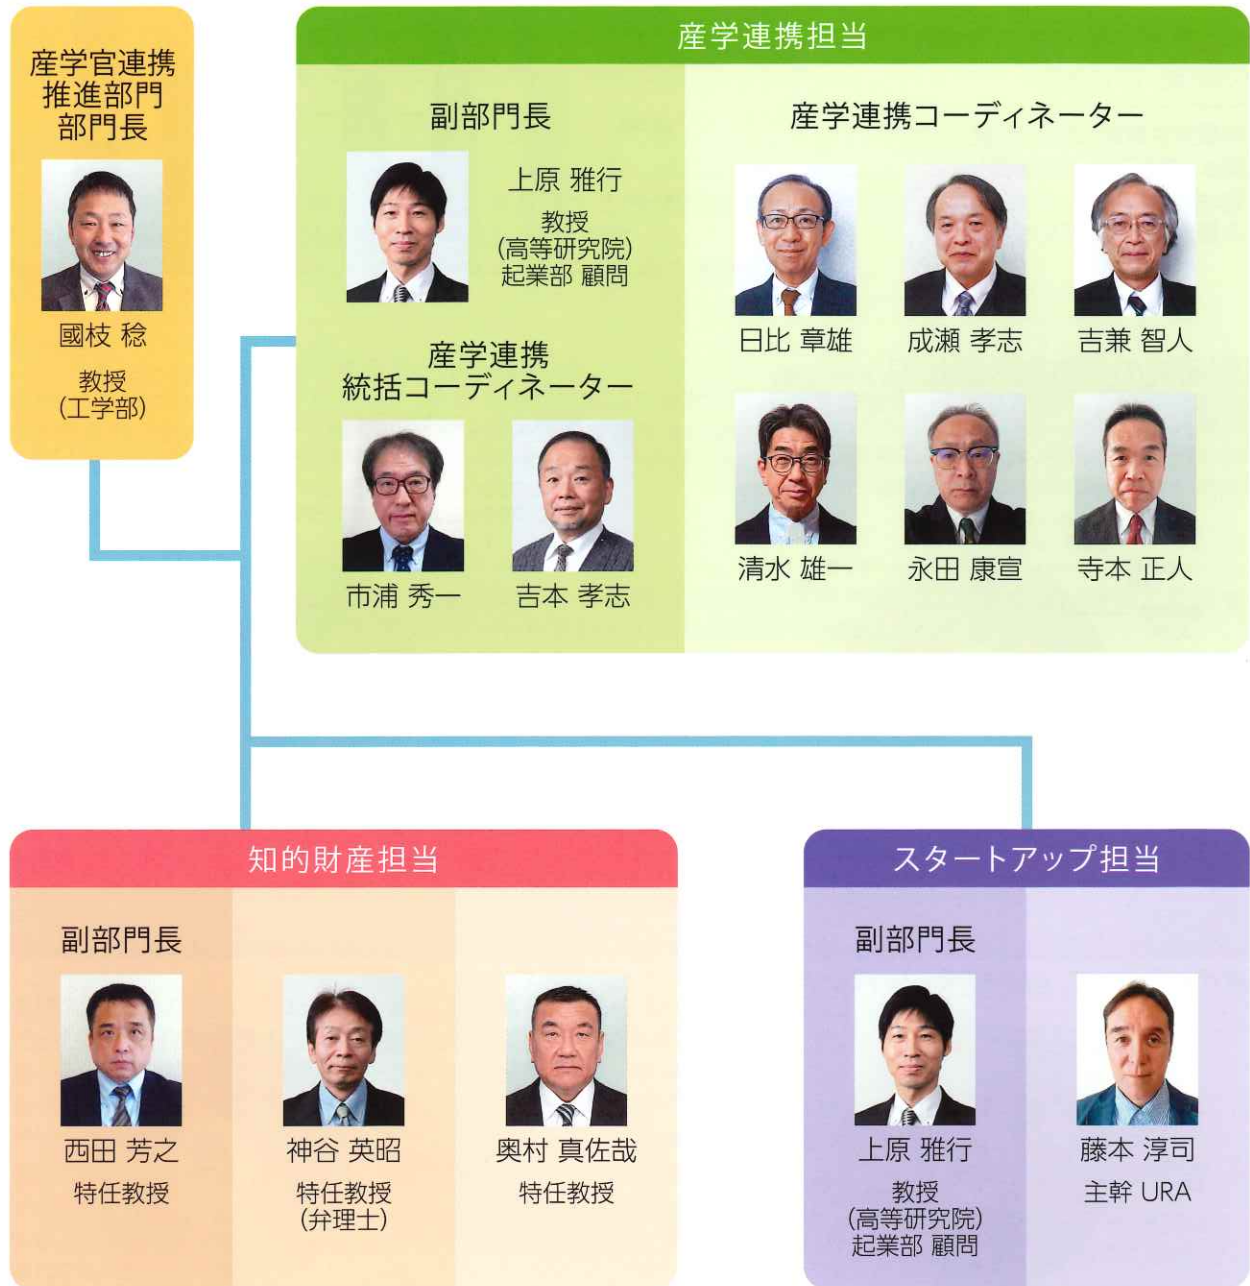 産学官連携
推進部門
部門長
國枝 稔
教授
(工学部)
産学連携担当
副部門長
上原 雅行
教授
(高等研究院)
起業部 顧問
産学連携
統括コーディネーター
市浦 秀一
吉本 孝志
産学連携コーディネーター
日比 章雄
成瀬 孝志
吉兼 智人
清水 雄一
永田 康宣
寺本 正人
知的財産担当
副部門長
西田 芳之
特任教授
神谷 英昭
特任教授
(弁理士)
奥村 真佐哉
特任教授
スタートアップ担当
副部門長
上原 雅行
教授
(高等研究院)
起業部 顧問
藤本 淳司
主幹 URA